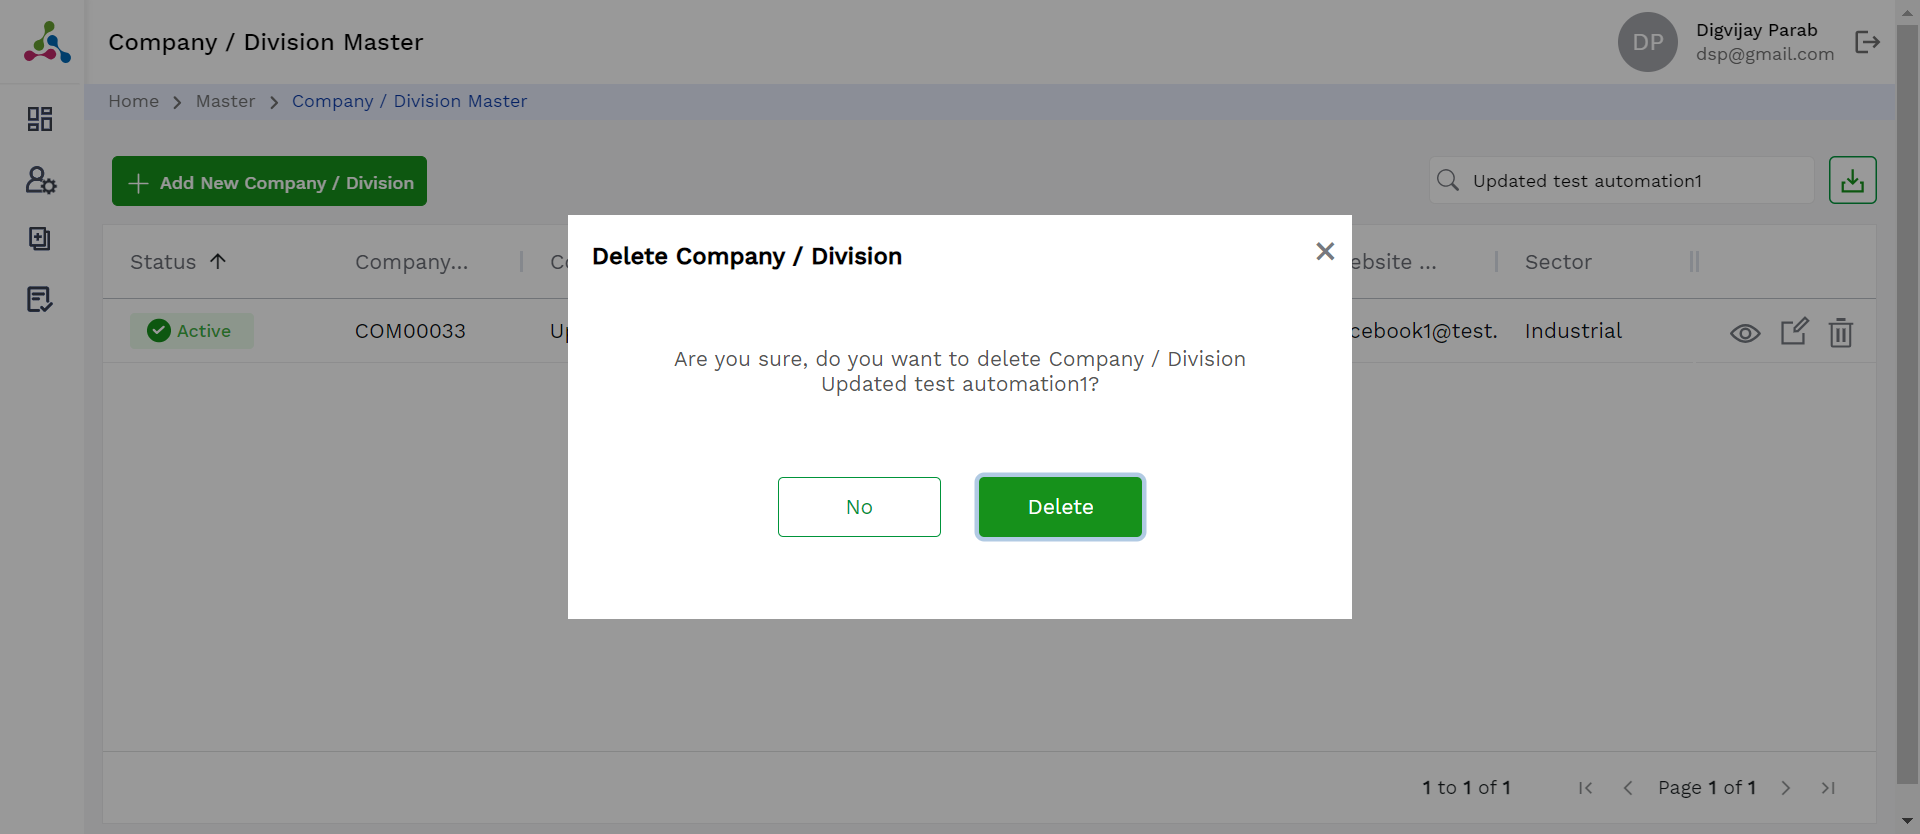 Company / Division Master
DP
Digvijay Parab
dsp@gmail.com
Home
Master
Company / Division Master
Add New Company / Division
Updated test automation1
Status
Company...
Sector
Active
COM00033
cebook1@test.
Industrial
Delete Company / Division
Are you sure, do you want to delete Company / Division
Updated test automation1?
No
Delete
1 to 1 of 1
Page 1 of 1